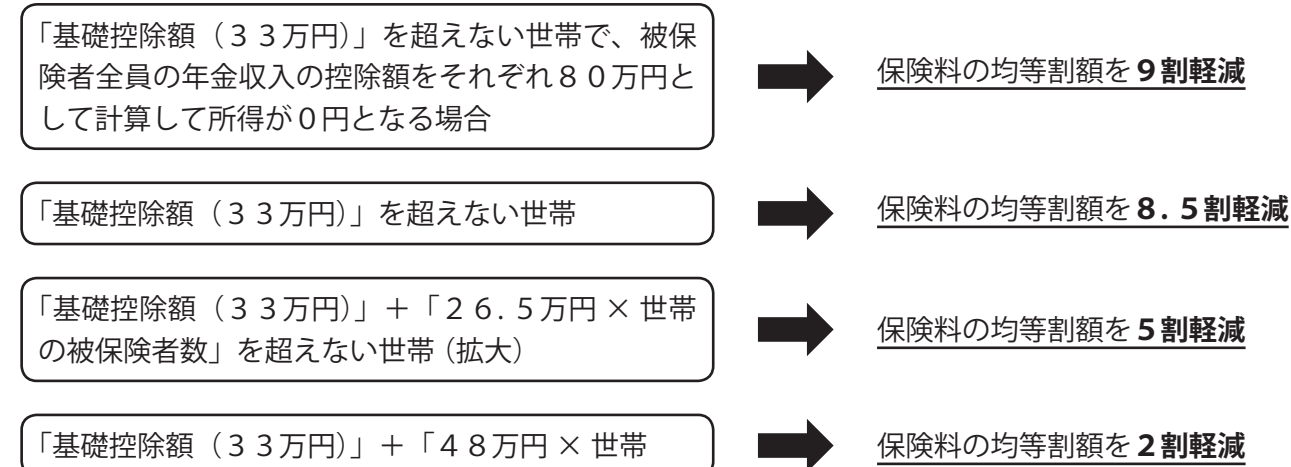 「基礎控除額（３３万円）」を超えない世帯で、被保
険者全員の年金収入の控除額をそれぞれ８０万円と
して計算して所得が０円となる場合
保険料の均等割額を９割軽減
「基礎控除額（３３万円）」を超えない世帯
保険料の均等割額を８．５割軽減
「基礎控除額（３３万円）」＋「２６.５万円 × 世帯
の被保険者数」を超えない世帯（拡大）
保険料の均等割額を５割軽減
「基礎控除額（３３万円）」＋「４８万円 × 世帯
保険料の均等割額を２割軽減